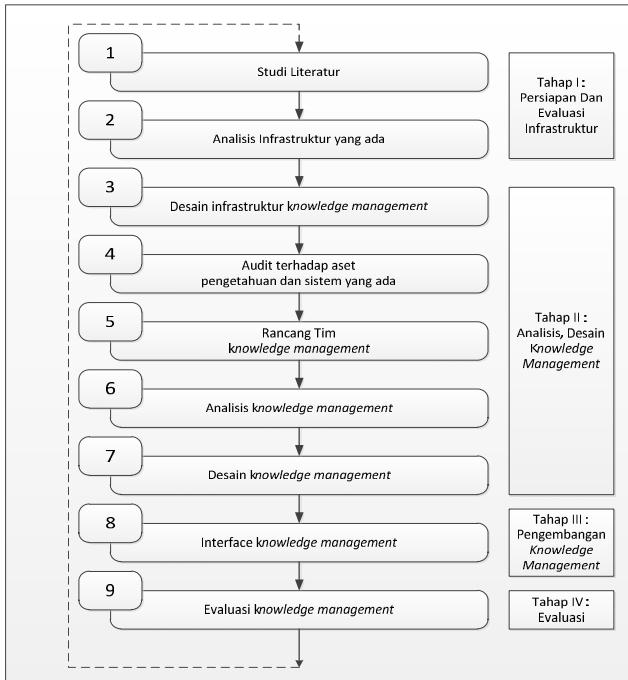 1
Studi Literatur
2
Analisis Infrastruktur yang ada
Tahap I :
Persiapan Dan
Evaluasi
Infrastruktur
3
Desain infrastruktur knowledge management
4
Audit terhadap aset
pengetahuan dan sistem yang ada
5
Rancang Tim
knowledge management
6
Analisis knowledge management
7
Desain knowledge management
Tahap II :
Analisis, Desain
Knowledge
Management
8
Interface knowledge management
Tahap III :
Pengembangan
Knowledge
Management
9
Evaluasi knowledge management
Tahap IV :
Evaluasi